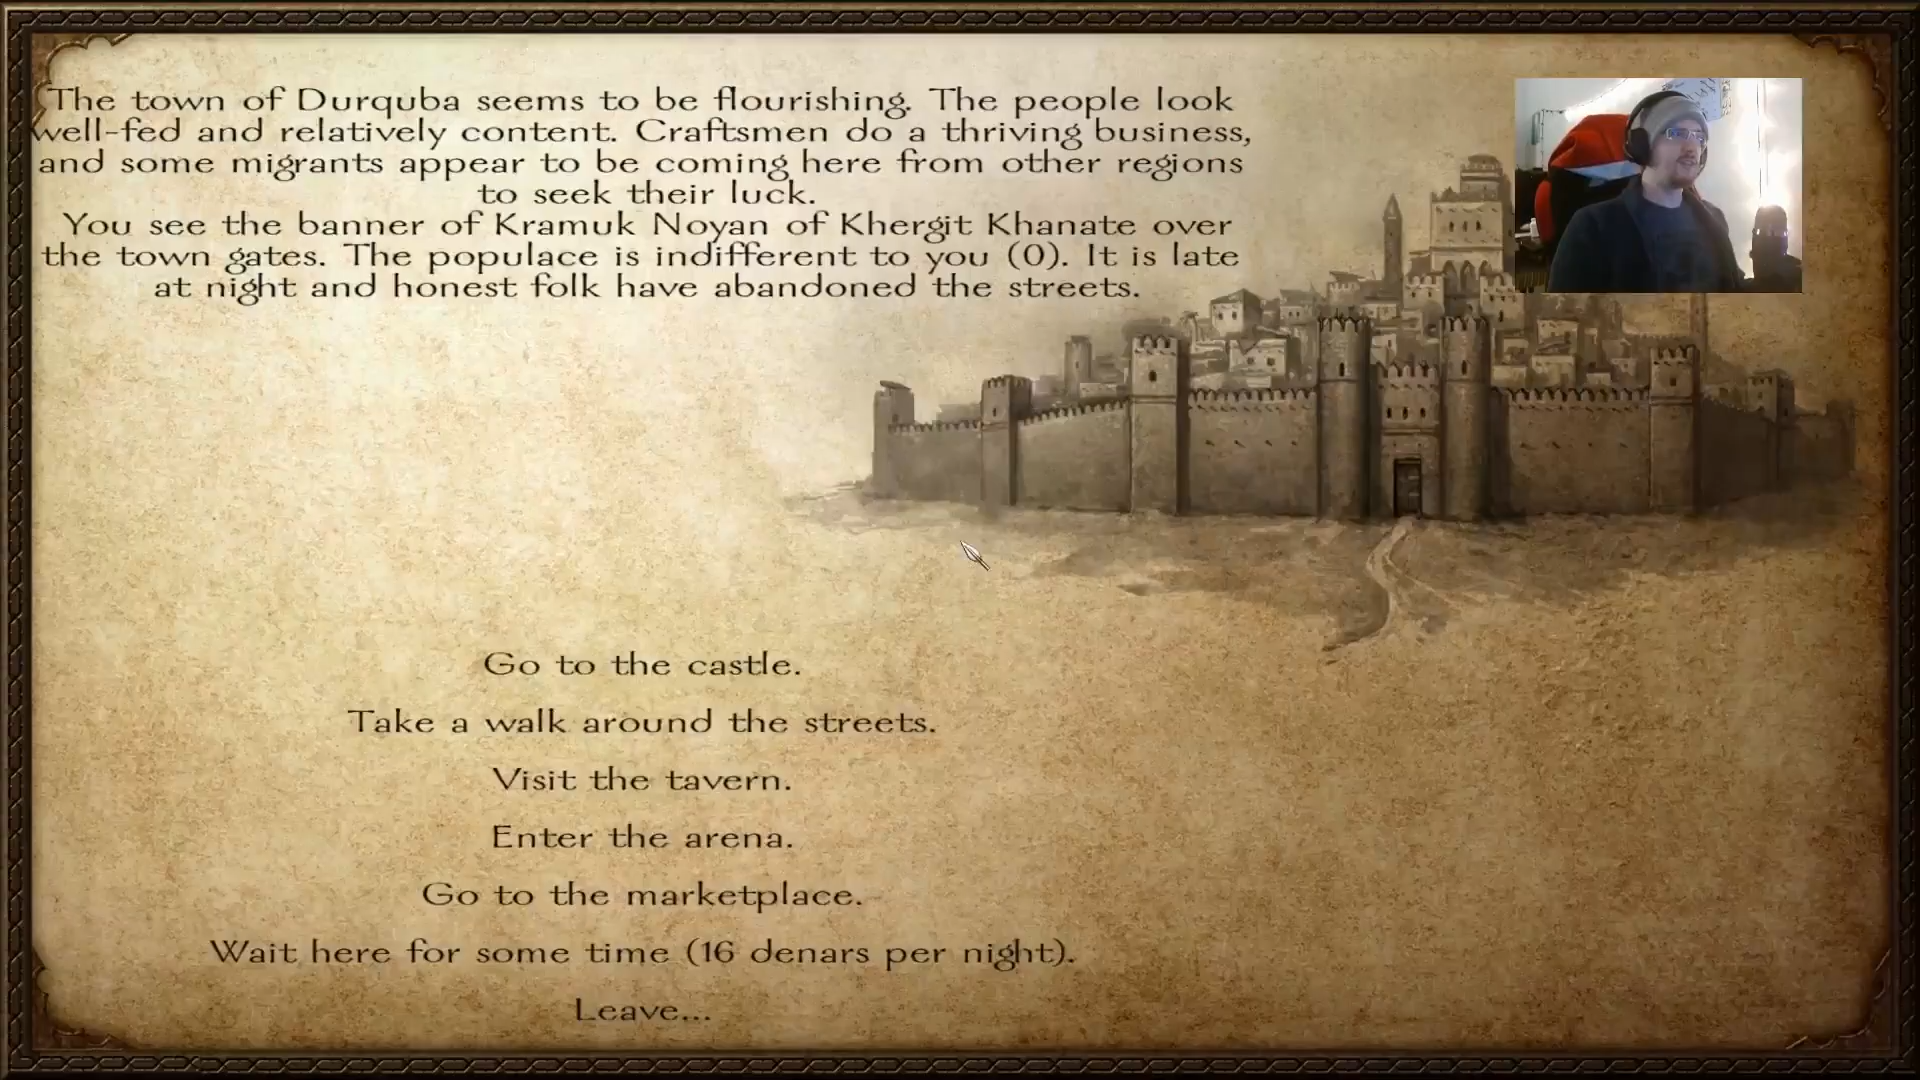 The town of Durquba seems to be flourishing. The people look
well-fed and relatively content. Craftsmen do a thriving business,
and some migrants appear to be coming here from other regions
to seek their luck.
You see the banner of Kramuk Noyan of Khergit Khanate over
the town gates. The populace is indifferent to you (0). It is late
at night and honest folk have abandoned the streets.
Go to the castle.
Take a walk around the streets.
Visit the tavern.
Enter the arena.
Go to the marketplace.
Wait here for some time (16 denars per night).
Leave...